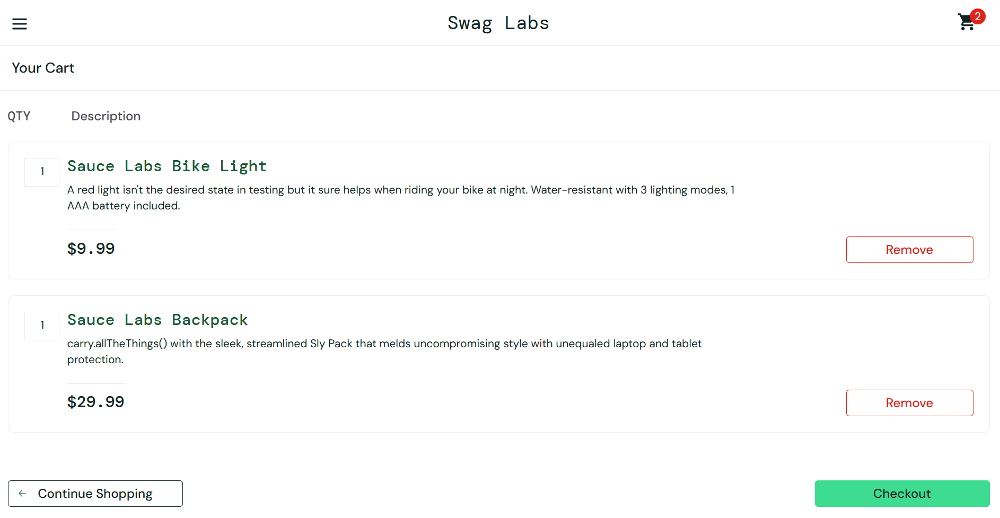 Swag Labs
2
Your Cart
QTY
Description
1
Sauce Labs Bike Light
A red light isn't the desired state in testing but it sure helps when riding your bike at night. Water-resistant with 3 lighting modes, 1
AAA battery included.
$9.99
Remove
1
Sauce Labs Backpack
carry.allTheThings() with the sleek, streamlined Sly Pack that melds uncompromising style with unequaled laptop and tablet
protection.
$29.99
Remove
Continue Shopping
Checkout